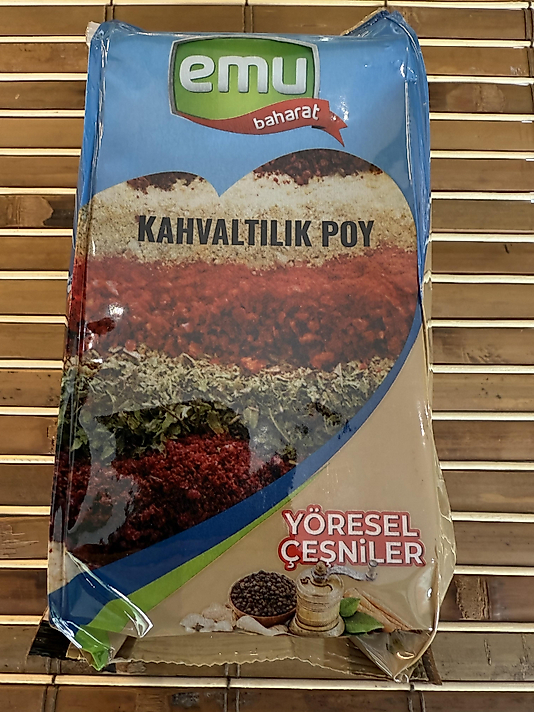 emu
baharat
KAHVALTILIK POY
YÖRESEL
ÇEŞNİLER